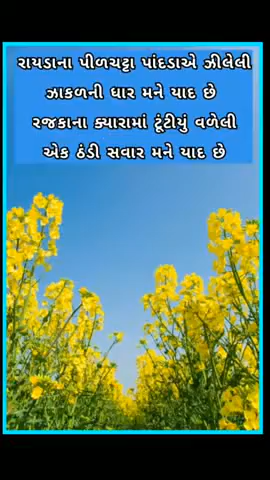 રાયડાના પીળચટ્ટા પાંદડાએ ઝીલેલી
ઝાકળની ધાર મને યાદ છે
રજકાના ક્યારામાં ટૂંટીયું વળેલી
એક ઠંડી સવાર મને યાદ છે